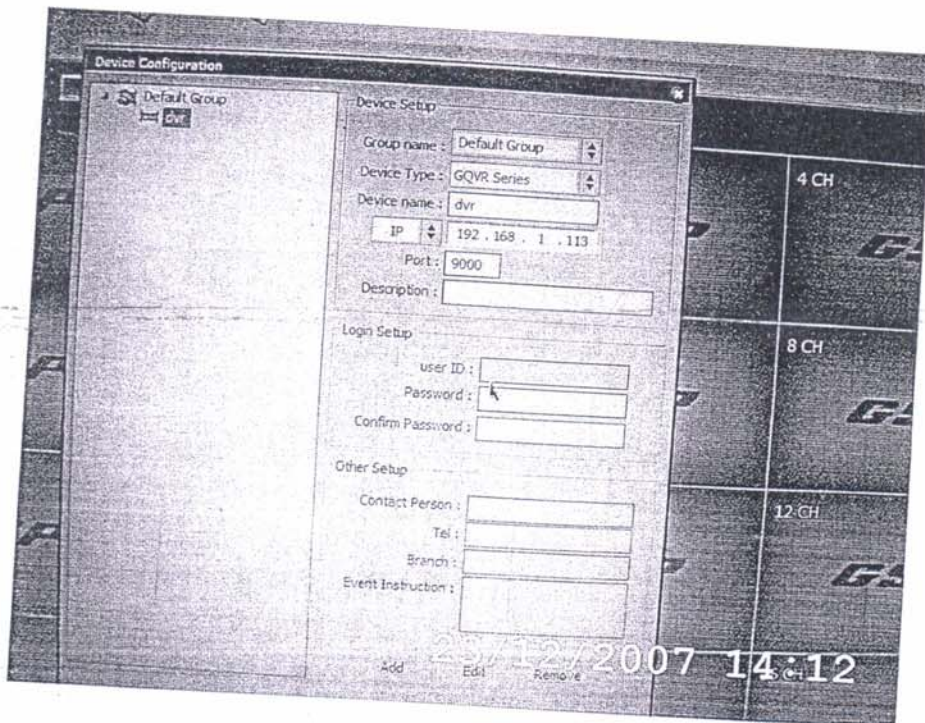 Device Configuration
Default Group
dvr
Device Setup
Group name : Default Group
Device Type : GQVR Series
Device name : dvr
IP 192 . 168 . 1 . 113
Port : 9000
Description :
Login Setup
user ID :
Password :
Confirm Password :
Other Setup
Contact Person :
Tel :
Branch :
Event Instruction :
Add Edit Remove
4 CH
8 CH
12 CH
/12/2007 14:12